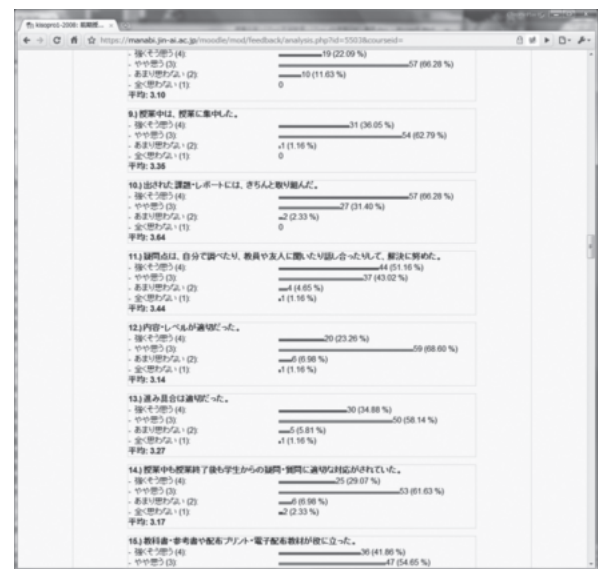 kisopro1-2008: 前期授...
https://manabi.jin-ai.ac.jp/moodle/mod/feedback/analysis.php?id=5503&courseid=
- 強くそう思う (4): 19 (22.09 %)
- やや思う (3): 57 (66.28 %)
- あまり思わない (2): 10 (11.63 %)
- 全く思わない (1): 0
平均: 3.10
9.) 授業中は、授業に集中した。
- 強くそう思う (4): 31 (36.05 %)
- やや思う (3): 54 (62.79 %)
- あまり思わない (2): 1 (1.16 %)
- 全く思わない (1): 0
平均: 3.35
10.) 出された課題・レポートには、きちんと取り組んだ。
- 強くそう思う (4): 57 (66.28 %)
- やや思う (3): 27 (31.40 %)
- あまり思わない (2): 2 (2.33 %)
- 全く思わない (1): 0
平均: 3.64
11.) 疑問点は、自分で調べたり、教員や友人に聞いたり話し合ったりして、解決に努めた。
- 強くそう思う (4): 44 (51.16 %)
- やや思う (3): 37 (43.02 %)
- あまり思わない (2): 4 (4.65 %)
- 全く思わない (1): 1 (1.16 %)
平均: 3.44
12.) 内容・レベルが適切だった。
- 強くそう思う (4): 20 (23.26 %)
- やや思う (3): 59 (68.60 %)
- あまり思わない (2): 6 (6.98 %)
- 全く思わない (1): 1 (1.16 %)
平均: 3.14
13.) 進み具合は適切だった。
- 強くそう思う (4): 30 (34.88 %)
- やや思う (3): 50 (58.14 %)
- あまり思わない (2): 5 (5.81 %)
- 全く思わない (1): 1 (1.16 %)
平均: 3.27
14.) 授業中も授業終了後も学生からの疑問・質問に適切な対応がされていた。
- 強くそう思う (4): 25 (29.07 %)
- やや思う (3): 53 (61.63 %)
- あまり思わない (2): 6 (6.98 %)
- 全く思わない (1): 2 (2.33 %)
平均: 3.17
15.) 教科書・参考書や配布プリント・電子配布教材が役に立った。
- 強くそう思う (4): 36 (41.86 %)
- やや思う (3): 47 (54.65 %)